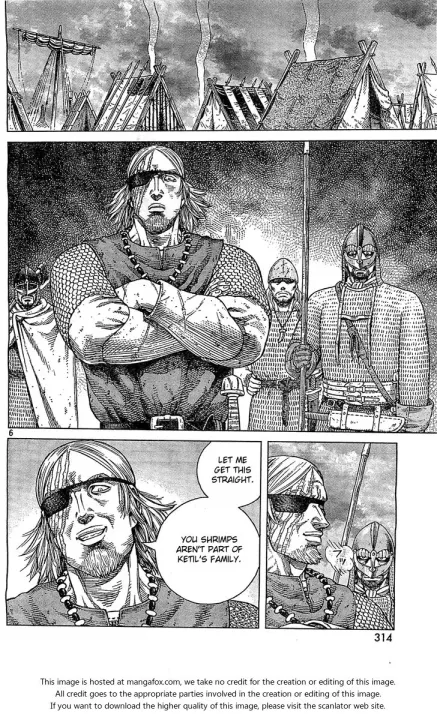 6
LET ME
GET THIS
STRAIGHT.
YOU SHRIMPS
AREN'T PART OF
KETIL'S FAMILY.
フッ
314
This image is hosted at mangafox.com, we take no credit for the creation or editing of this image.
All credit goes to the appropriate parties involved in the creation or editing of this image.
If you want to download the higher quality of this image, please visit the scanlator web site.